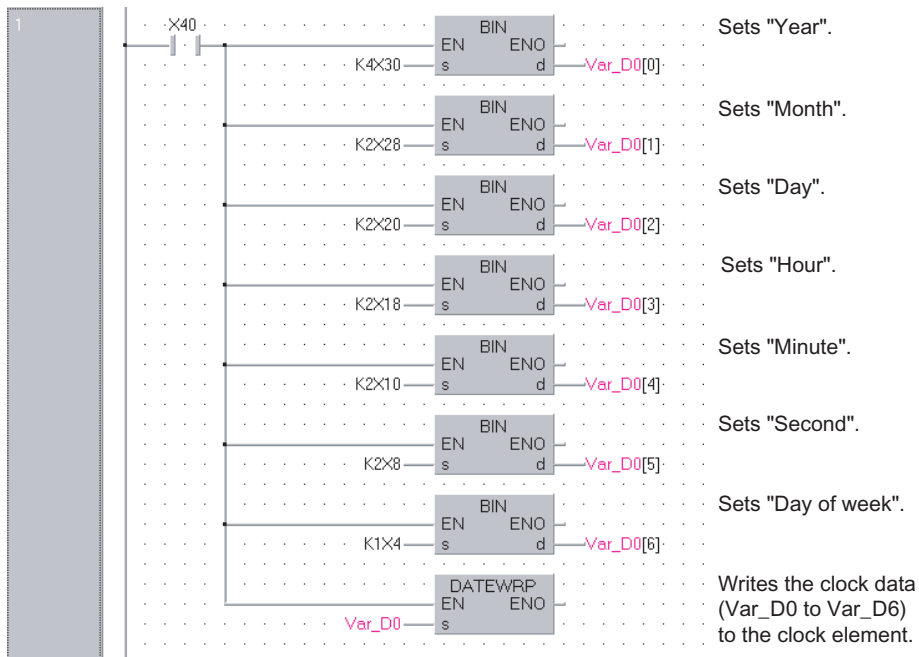 1
X40
BIN
Sets "Year".
EN ENO
K4X30 s d Var_D0[0]
BIN
Sets "Month".
EN ENO
K2X28 s d Var_D0[1]
BIN
Sets "Day".
EN ENO
K2X20 s d Var_D0[2]
BIN
Sets "Hour".
EN ENO
K2X18 s d Var_D0[3]
BIN
Sets "Minute".
EN ENO
K2X10 s d Var_D0[4]
BIN
Sets "Second".
EN ENO
K2X8 s d Var_D0[5]
BIN
Sets "Day of week".
EN ENO
K1X4 s d Var_D0[6]
DATEWRP
EN ENO
Var_D0 s
Writes the clock data
(Var_D0 to Var_D6)
to the clock element.